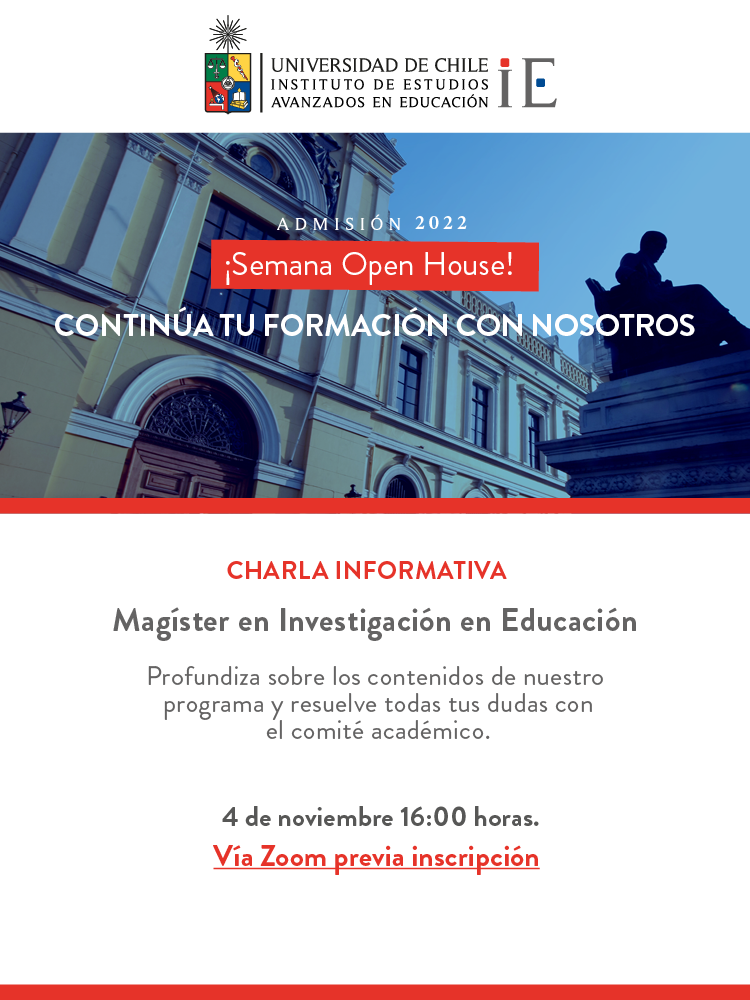 UNIVERSIDAD DE CHILE
INSTITUTO DE ESTUDIOS
AVANZADOS EN EDUCACIÓN
iE
ADMISIÓN 2022
¡Semana Open House!
CONTINÚA TU FORMACIÓN CON NOSOTROS
CHARLA INFORMATIVA
Magíster en Investigación en Educación
Profundiza sobre los contenidos de nuestro
programa y resuelve todas tus dudas con
el comité académico.
4 de noviembre 16:00 horas.
Vía Zoom previa inscripción